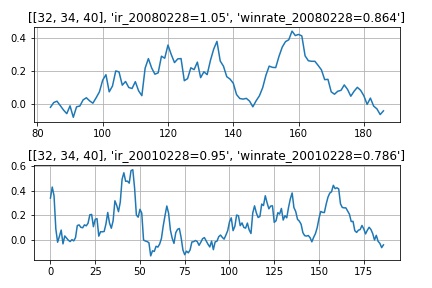 [[32, 34, 40], 'ir_20080228=1.05', 'winrate_20080228=0.864']
0.4
0.2
0.0
80 100 120 140 160 180
[[32, 34, 40], 'ir_20010228=0.95', 'winrate_20010228=0.786']
0.6
0.4
0.2
0.0
0 25 50 75 100 125 150 175